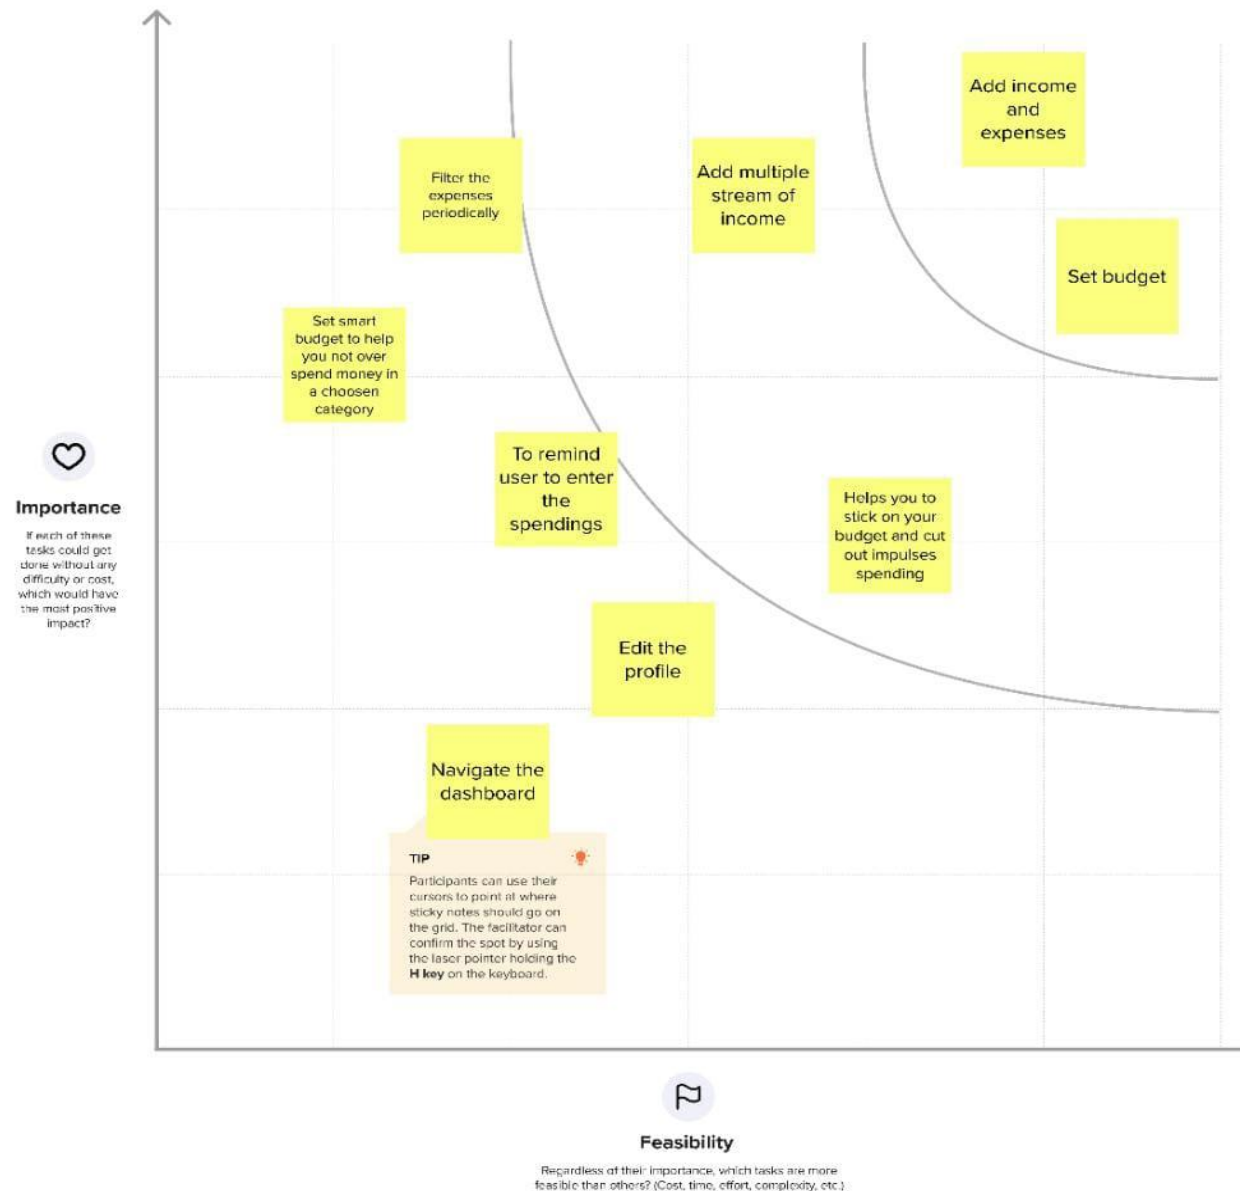 Add income
and
expenses
Filter the
expenses
periodically
Add multiple
stream of
income
Set budget
Set smart
budget to help
you not over
spend money in
a choosen
category
To remind
user to enter
the
spendings
Helps you to
stick on your
budget and cut
out impulses
spending
Importance
If each of these
tasks could get
done without any
difficulty or cost,
which would have
the most positive
impact?
Edit the
profile
Navigate the
dashboard
TIP
Participants can use their
cursors to point at where
sticky notes should go on
the grid. The facilitator can
confirm the spot by using
the laser pointer holding the
H key on the keyboard.
Feasibility
Regardless of their importance, which tasks are more
feasible than others? (Cost, time, effort, complexity, etc.)